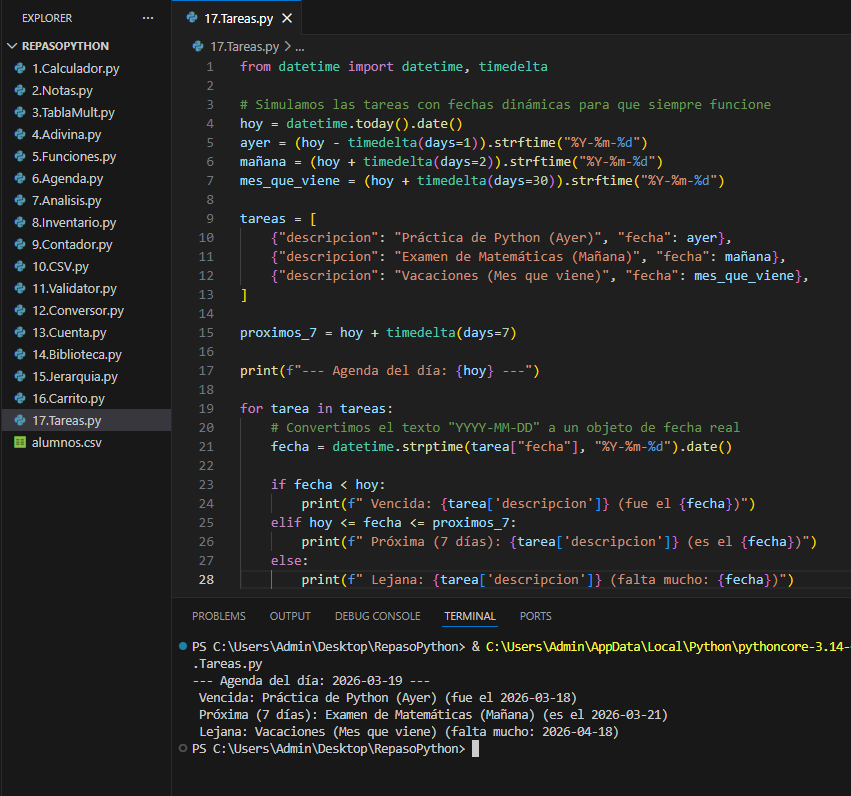 EXPLORER ...
REPASOPYTHON
1.Calculador.py
2.Notas.py
3.TablaMult.py
4.Adivina.py
5.Funciones.py
6.Agenda.py
7.Analisis.py
8.Inventario.py
9.Contador.py
10.CSV.py
11.Validator.py
12.Conversor.py
13.Cuenta.py
14.Biblioteca.py
15.Jerarquia.py
16.Carrito.py
17.Tareas.py
alumnos.csv
17.Tareas.py
17.Tareas.py > ...
1 from datetime import datetime, timedelta
2
3 # Simulamos las tareas con fechas dinámicas para que siempre funcione
4 hoy = datetime.today().date()
5 ayer = (hoy - timedelta(days=1)).strftime("%Y-%m-%d")
6 mañana = (hoy + timedelta(days=2)).strftime("%Y-%m-%d")
7 mes_que_viene = (hoy + timedelta(days=30)).strftime("%Y-%m-%d")
8
9 tareas = [
10 {"descripcion": "Práctica de Python (Ayer)", "fecha": ayer},
11 {"descripcion": "Examen de Matemáticas (Mañana)", "fecha": mañana},
12 {"descripcion": "Vacaciones (Mes que viene)", "fecha": mes_que_viene},
13 ]
14
15 proximos_7 = hoy + timedelta(days=7)
16
17 print(f"--- Agenda del día: {hoy} ---")
18
19 for tarea in tareas:
20 # Convertimos el texto "YYYY-MM-DD" a un objeto de fecha real
21 fecha = datetime.strptime(tarea["fecha"], "%Y-%m-%d").date()
22
23 if fecha < hoy:
24 print(f" Vencida: {tarea['descripcion']} (fue el {fecha})")
25 elif hoy <= fecha <= proximos_7:
26 print(f" Próxima (7 días): {tarea['descripcion']} (es el {fecha})")
27 else:
28 print(f" Lejana: {tarea['descripcion']} (falta mucho: {fecha})")
PROBLEMS OUTPUT DEBUG CONSOLE TERMINAL PORTS
PS C:\Users\Admin\Desktop\RepasoPython> & C:\Users\Admin\AppData\Local\Python\pythoncore-3.14-
.Tareas.py
--- Agenda del día: 2026-03-19 ---
Vencida: Práctica de Python (Ayer) (fue el 2026-03-18)
Próxima (7 días): Examen de Matemáticas (Mañana) (es el 2026-03-21)
Lejana: Vacaciones (Mes que viene) (falta mucho: 2026-04-18)
PS C:\Users\Admin\Desktop\RepasoPython>